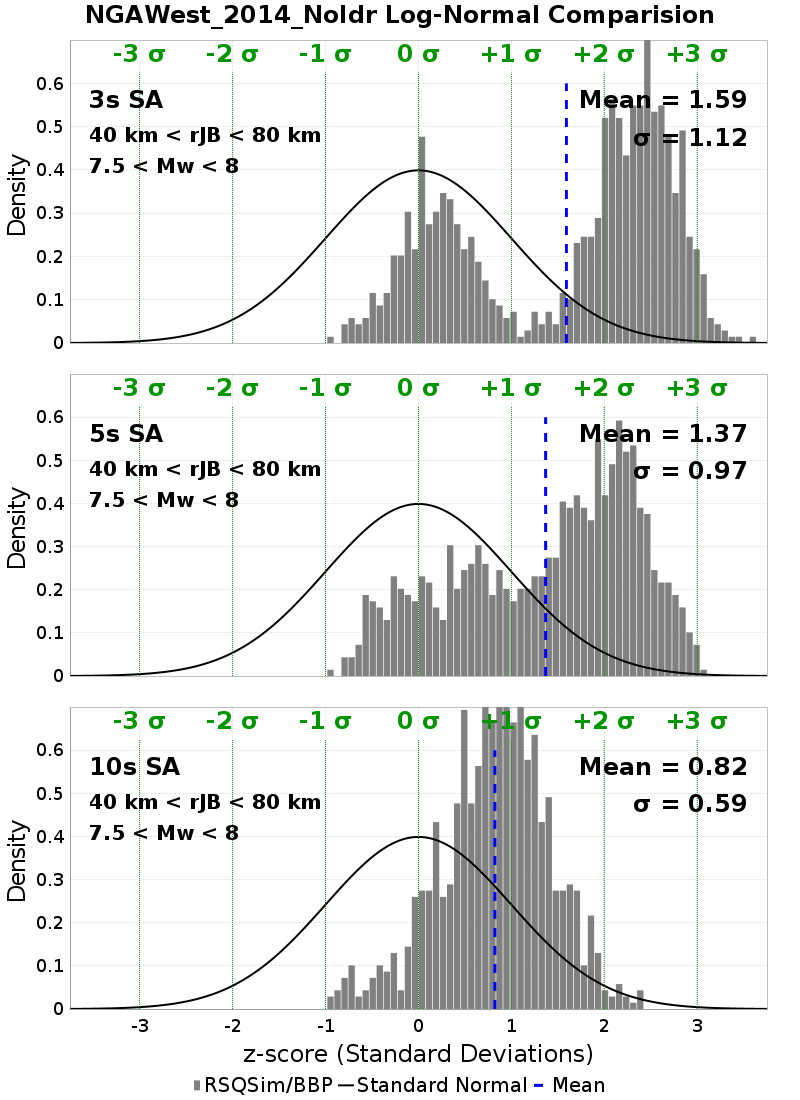 NGAWest_2014_NoIdr Log-Normal Comparision
-3 σ -2 σ -1 σ 0 σ +1 σ +2 σ +3 σ
3s SA
40 km < rJB < 80 km
7.5 < Mw < 8
Mean = 1.59
σ = 1.12
Density
0.6
0.5
0.4
0.3
0.2
0.1
0
-3 σ -2 σ -1 σ 0 σ +1 σ +2 σ +3 σ
5s SA
40 km < rJB < 80 km
7.5 < Mw < 8
Mean = 1.37
σ = 0.97
Density
0.6
0.5
0.4
0.3
0.2
0.1
0
-3 σ -2 σ -1 σ 0 σ +1 σ +2 σ +3 σ
10s SA
40 km < rJB < 80 km
7.5 < Mw < 8
Mean = 0.82
σ = 0.59
Density
0.6
0.5
0.4
0.3
0.2
0.1
0
-3 -2 -1 0 1 2 3
z-score (Standard Deviations)
RSQSim/BBP Standard Normal Mean